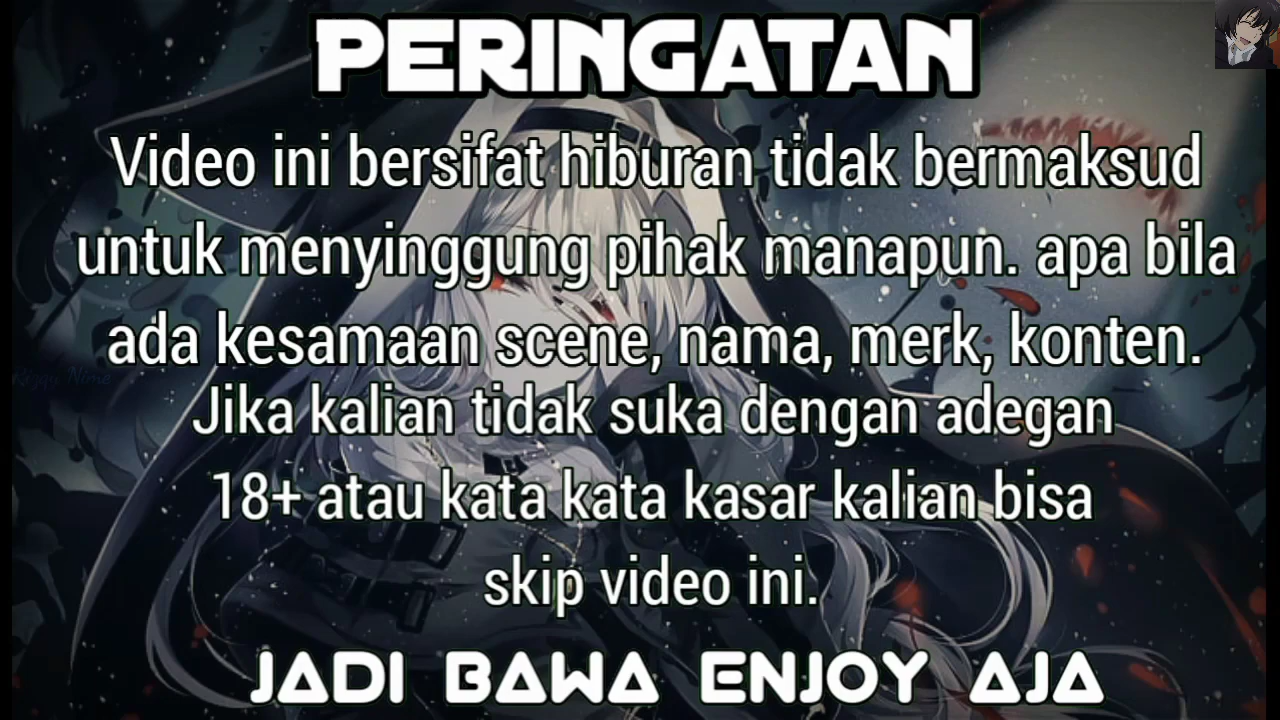 PERINGATAN
Video ini bersifat hiburan tidak bermaksud
untuk menyinggung pihak manapun. apa bila
ada kesamaan scene, nama, merk, konten.
Jika kalian tidak suka dengan adegan
18+ atau kata kata kasar kalian bisa
skip video ini.
JADI BAWA ENJOY AJA